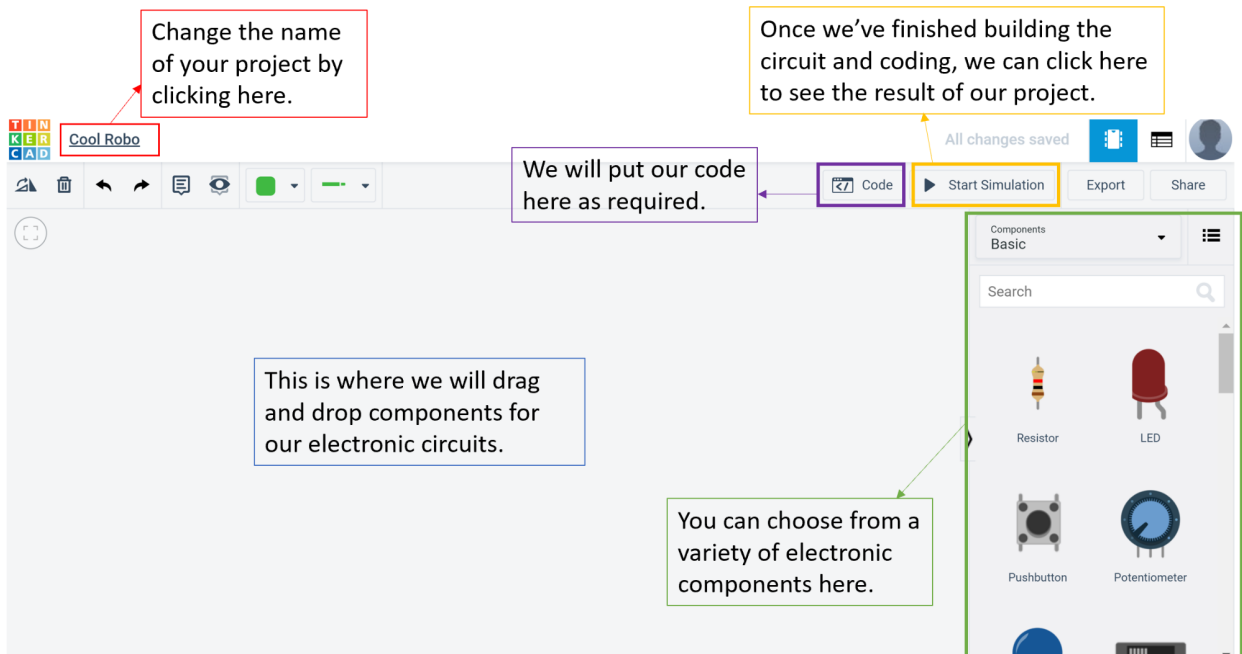 Change the name
of your project by
clicking here.
Once we’ve finished building the
circuit and coding, we can click here
to see the result of our project.
TIN
KER
CAD
Cool Robo
All changes saved
We will put our code
here as required.
Code
Start Simulation
Export
Share
Components
Basic
Search
This is where we will drag
and drop components for
our electronic circuits.
Resistor
LED
You can choose from a
variety of electronic
components here.
Pushbutton
Potentiometer